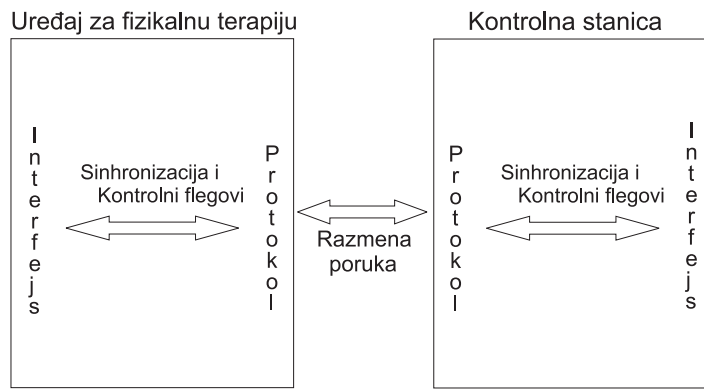 Uređaj za fizikalnu terapiju
Interfejs
Sinhronizacija i
Kontrolni flegovi
Protokol
Razmena
poruka
Kontrolna stanica
Protokol
Sinhronizacija i
Kontrolni flegovi
Interfejs